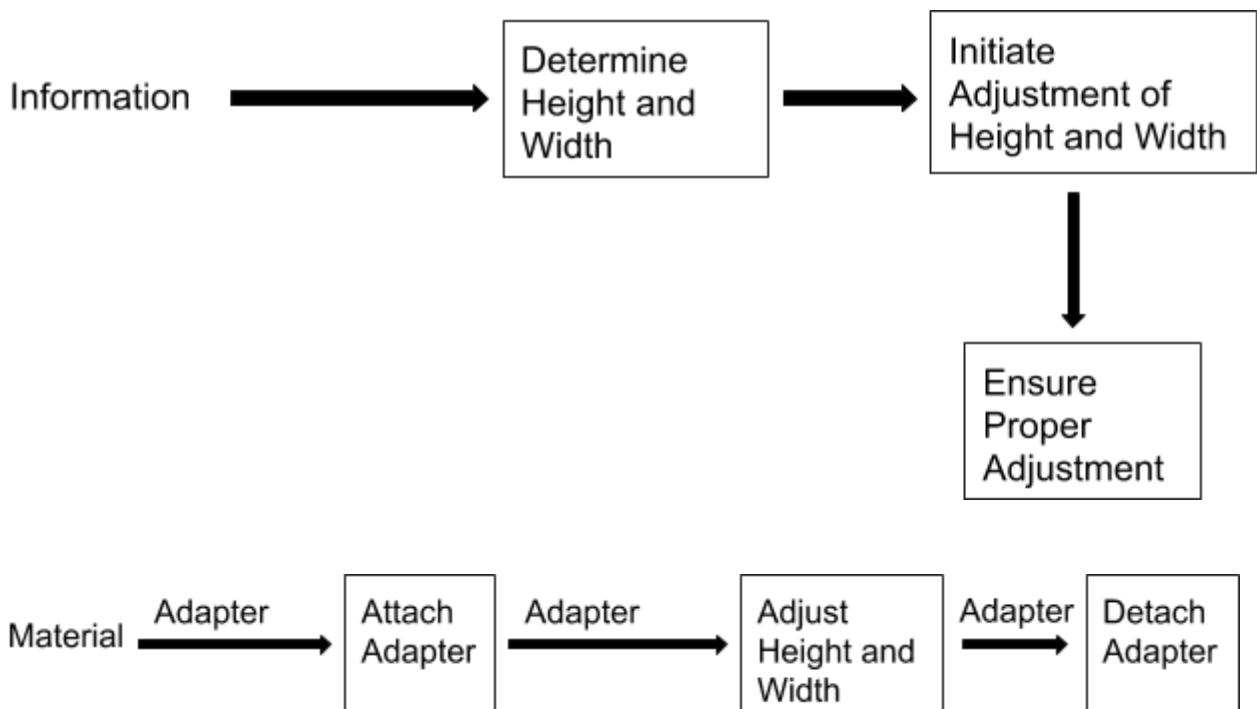 Information
Determine
Height and
Width
Initiate
Adjustment of
Height and Width
Ensure
Proper
Adjustment
Material
Adapter
Attach
Adapter
Adapter
Adjust
Height and
Width
Adapter
Detach
Adapter